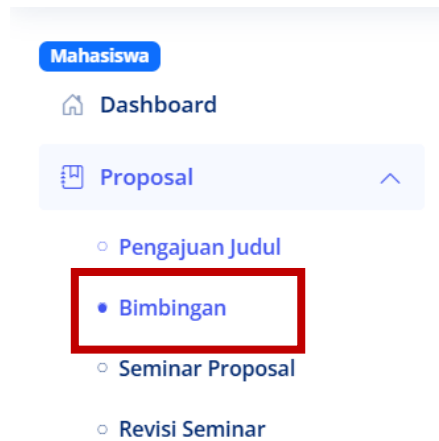 Mahasiswa
Dashboard
Proposal
Pengajuan Judul
Bimbingan
Seminar Proposal
Revisi Seminar